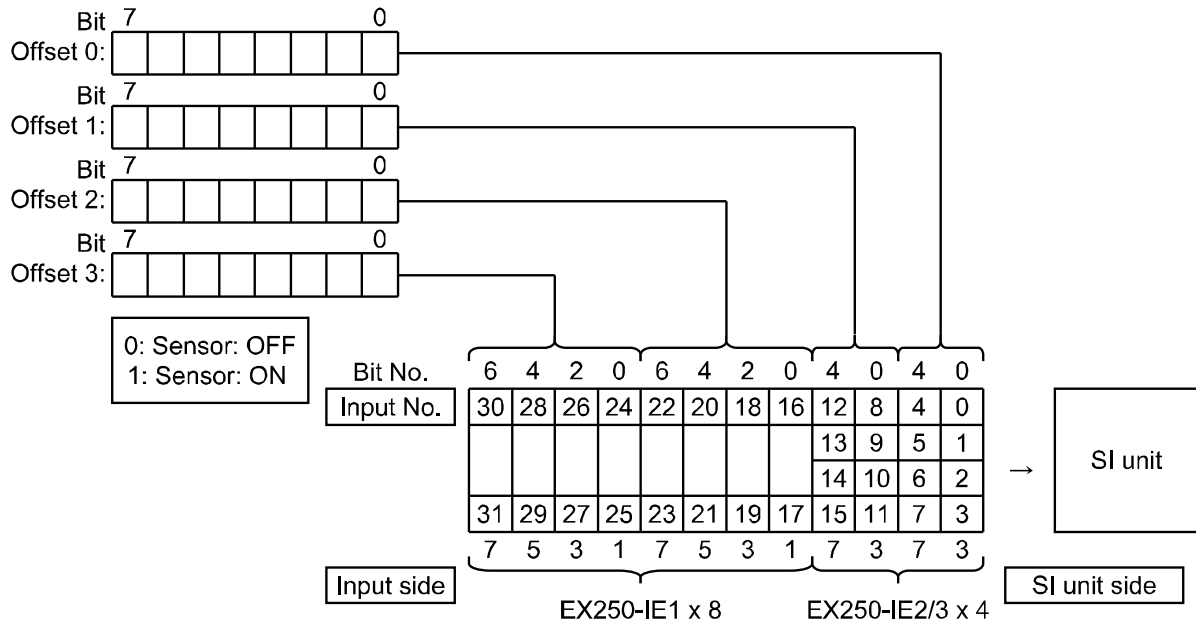 Bit 7 0
Offset 0:
Bit 7 0
Offset 1:
Bit 7 0
Offset 2:
Bit 7 0
Offset 3:
0: Sensor: OFF
1: Sensor: ON
Bit No. 6 4 2 0 6 4 2 0 4 0 4 0
Input No. 30 28 26 24 22 20 18 16 12 8 4 0
13 9 5 1
14 10 6 2
→ SI unit
31 29 27 25 23 21 19 17 15 11 7 3
7 5 3 1 7 5 3 1 7 3 7 3
Input side SI unit side
EX250-IE1 x 8 EX250-IE2/3 x 4